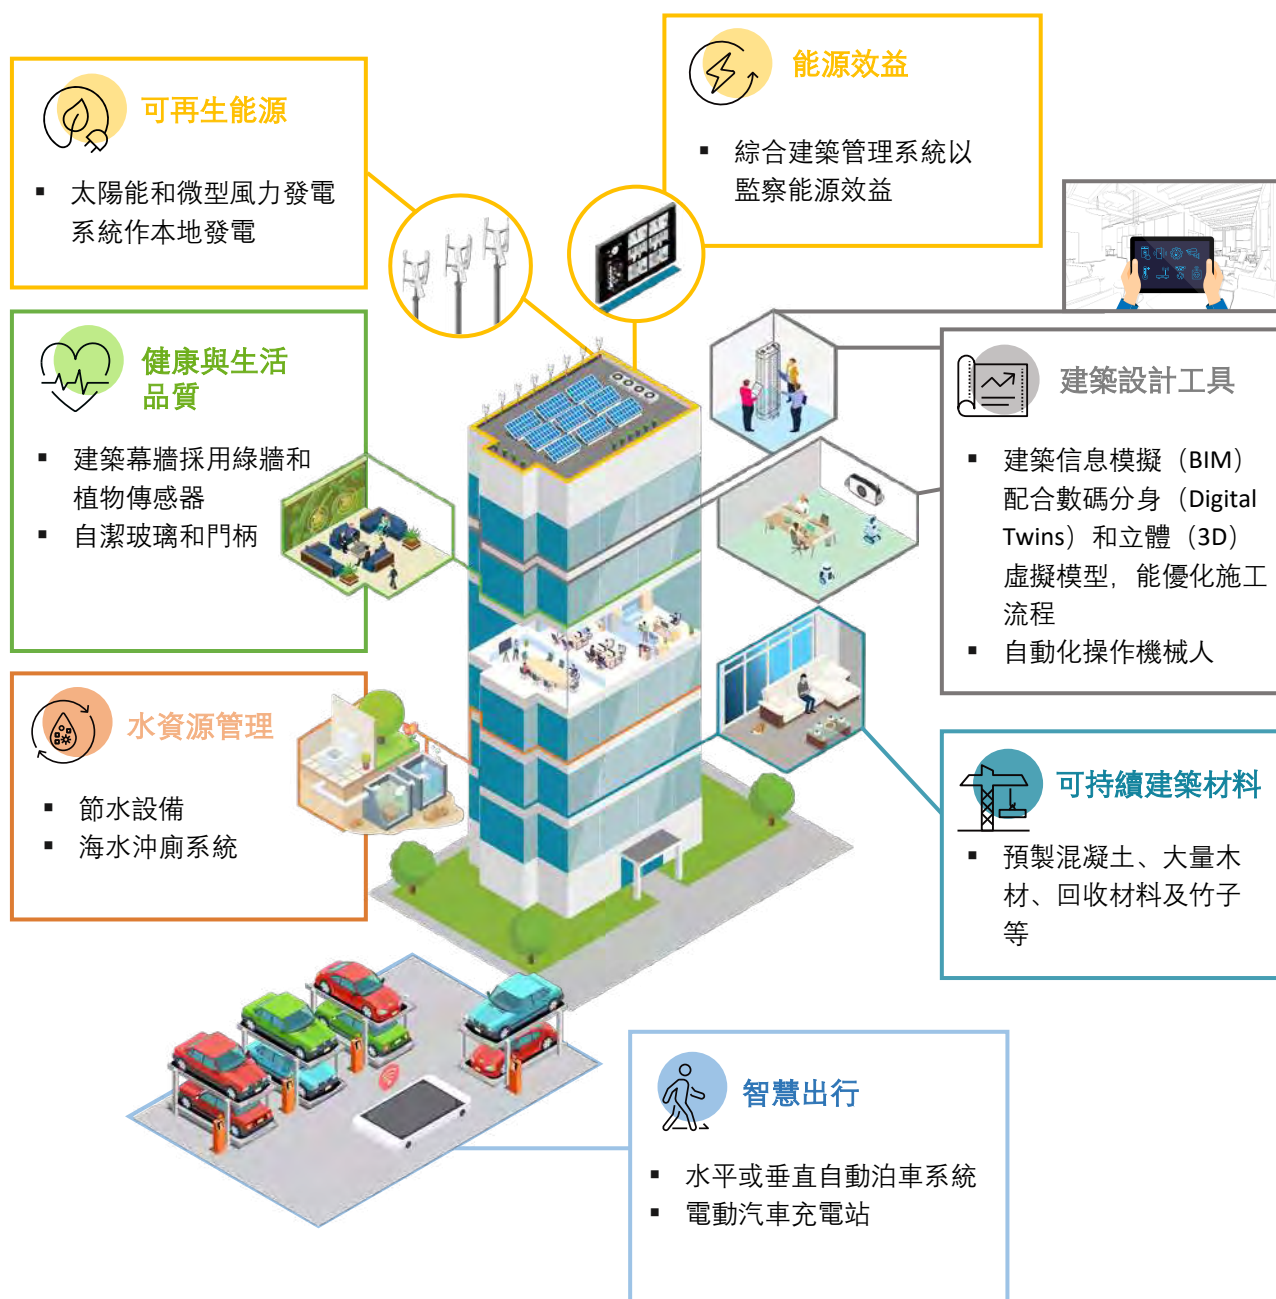 可再生能源
▪ 太陽能和微型風力發電
系統作本地發電
能源效益
▪ 綜合建築管理系統以
監察能源效益
健康與生活
品質
▪ 建築幕牆採用綠牆和
植物傳感器
▪ 自潔玻璃和門柄
建築設計工具
▪ 建築信息模擬（BIM）
配合數碼分身（Digital
Twins）和立體（3D）
虛擬模型，能優化施工
流程
▪ 自動化操作機械人
水資源管理
▪ 節水設備
▪ 海水沖廁系統
可持續建築材料
▪ 預製混凝土、大量木
材、回收材料及竹子
等
智慧出行
▪ 水平或垂直自動泊車系統
▪ 電動汽車充電站